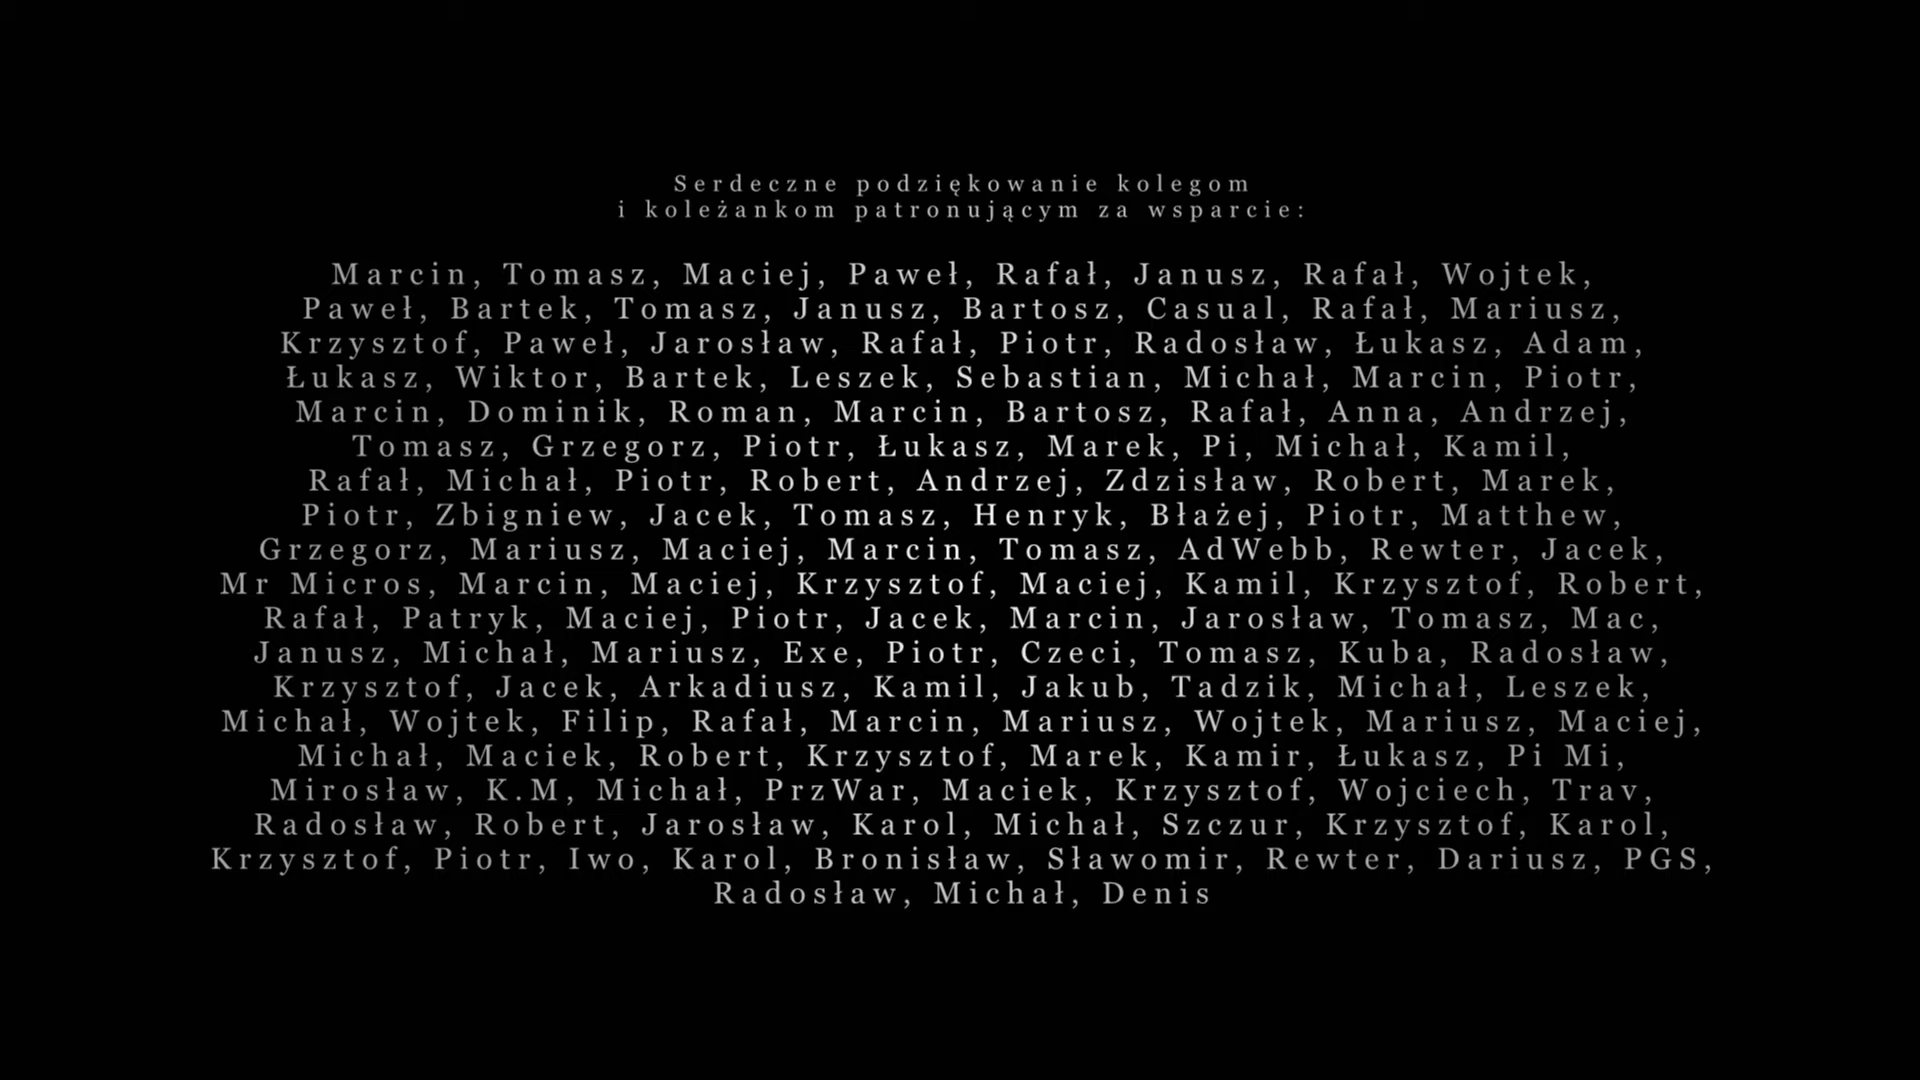 Serdeczne podziękowanie kolegom
i koleżankom patronującym za wsparcie:
Marcin, Tomasz, Maciej, Paweł, Rafał, Janusz, Rafał, Wojtek,
Paweł, Bartek, Tomasz, Janusz, Bartosz, Casual, Rafał, Mariusz,
Krzysztof, Paweł, Jarosław, Rafał, Piotr, Radosław, Łukasz, Adam,
Łukasz, Wiktor, Bartek, Leszek, Sebastian, Michał, Marcin, Piotr,
Marcin, Dominik, Roman, Marcin, Bartosz, Rafał, Anna, Andrzej,
Tomasz, Grzegorz, Piotr, Łukasz, Marek, Pi, Michał, Kamil,
Rafał, Michał, Piotr, Robert, Andrzej, Zdzisław, Robert, Marek,
Piotr, Zbigniew, Jacek, Tomasz, Henryk, Błażej, Piotr, Matthew,
Grzegorz, Mariusz, Maciej, Marcin, Tomasz, AdWebb, Rewter, Jacek,
Mr Micros, Marcin, Maciej, Krzysztof, Maciej, Kamil, Krzysztof, Robert,
Rafał, Patryk, Maciej, Piotr, Jacek, Marcin, Jarosław, Tomasz, Mac,
Janusz, Michał, Mariusz, Exe, Piotr, Czeci, Tomasz, Kuba, Radosław,
Krzysztof, Jacek, Arkadiusz, Kamil, Jakub, Tadzik, Michał, Leszek,
Michał, Wojtek, Filip, Rafał, Marcin, Mariusz, Wojtek, Mariusz, Maciej,
Michał, Maciek, Robert, Krzysztof, Marek, Kamir, Łukasz, Pi Mi,
Mirosław, K.M, Michał, PrzWar, Maciek, Krzysztof, Wojciech, Trav,
Radosław, Robert, Jarosław, Karol, Michał, Szczur, Krzysztof, Karol,
Krzysztof, Piotr, Iwo, Karol, Bronisław, Sławomir, Rewter, Dariusz, PGS,
Radosław, Michał, Denis